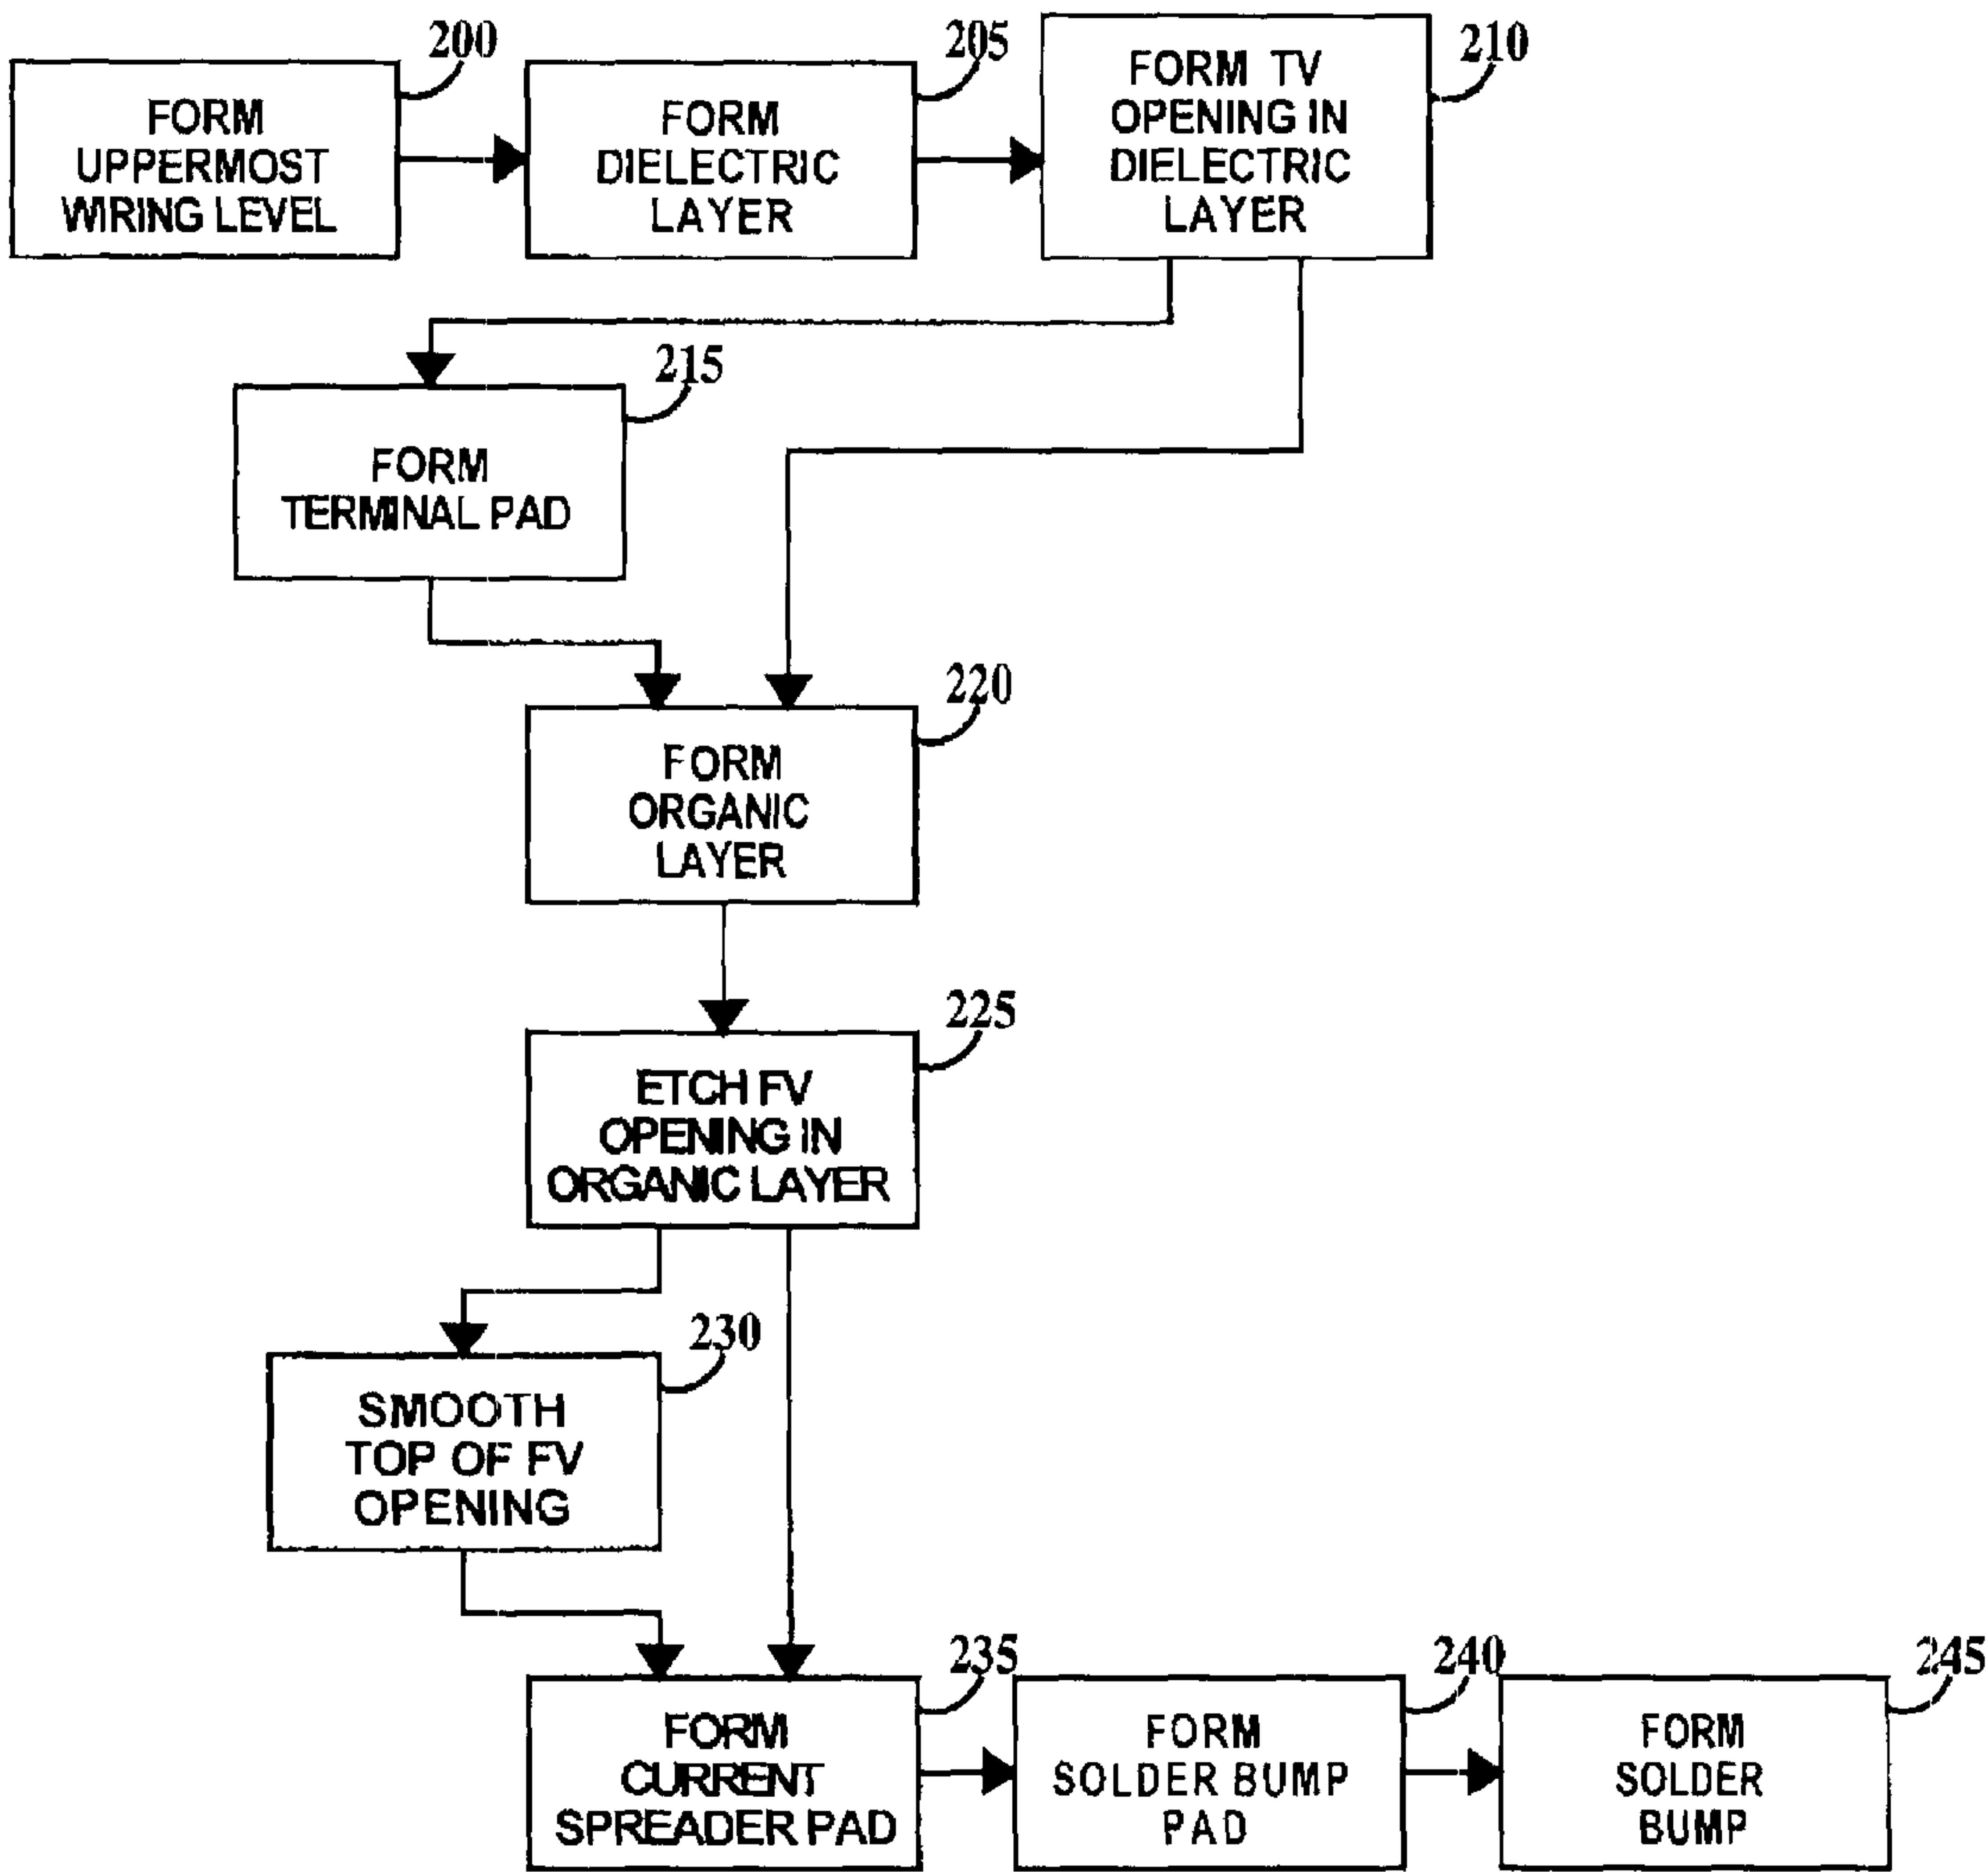 200
FORM
UPPERMOST
WIRING LEVEL
205
FORM
DIELECTRIC
LAYER
210
FORM TV
OPENING IN
DIELECTRIC
LAYER
215
FORM
TERMINAL PAD
220
FORM
ORGANIC
LAYER
225
ETCH FV
OPENING IN
ORGANIC LAYER
230
SMOOTH
TOP OF FV
OPENING
235
FORM
CURRENT
SPREADER PAD
240
FORM
SOLDER BUMP
PAD
245
FORM
SOLDER
BUMP